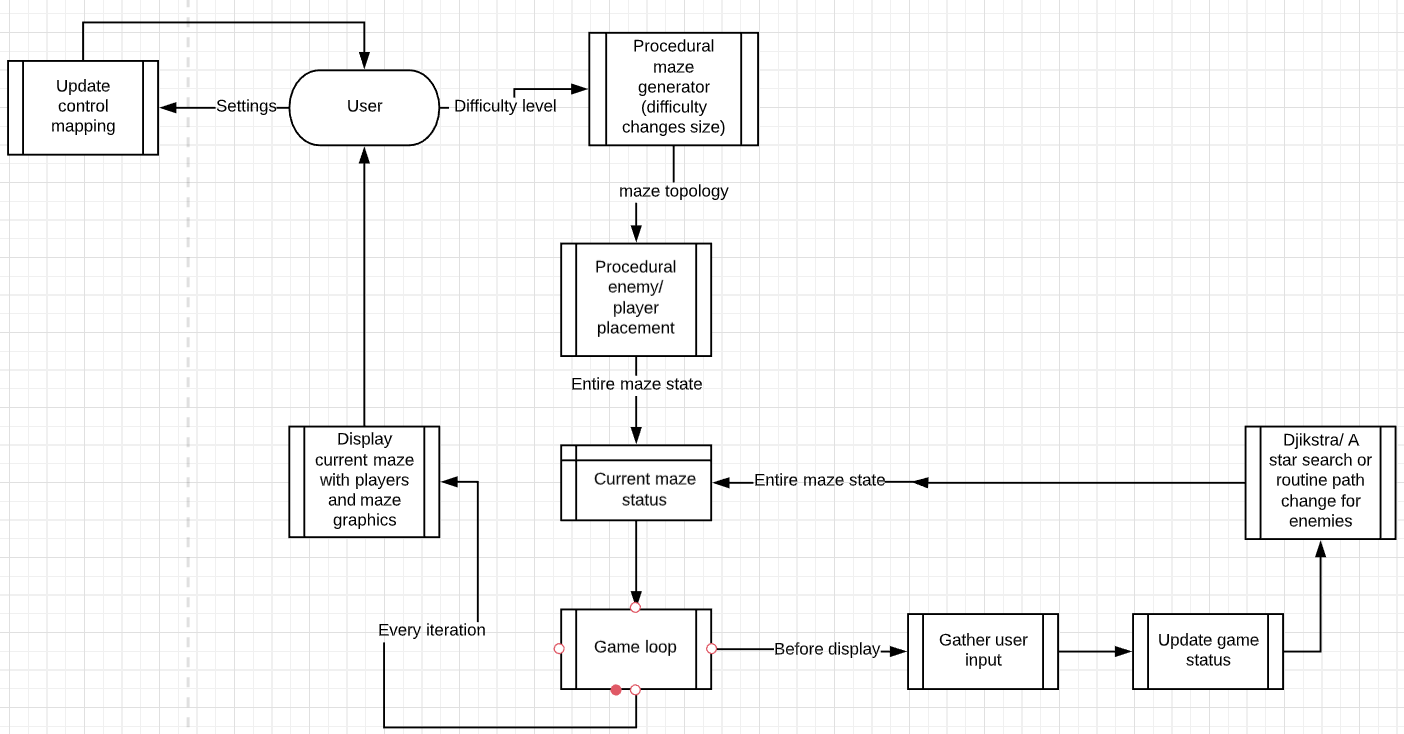 Update
control
mapping
Settings
User
Difficulty level
Procedural
maze
generator
(difficulty
changes size)
maze topology
Procedural
enemy/
player
placement
Entire maze state
Display
current maze
with players
and maze
graphics
Current maze
status
Entire maze state
Djikstra/ A
star search or
routine path
change for
enemies
Every iteration
Game loop
Before display
Gather user
input
Update game
status